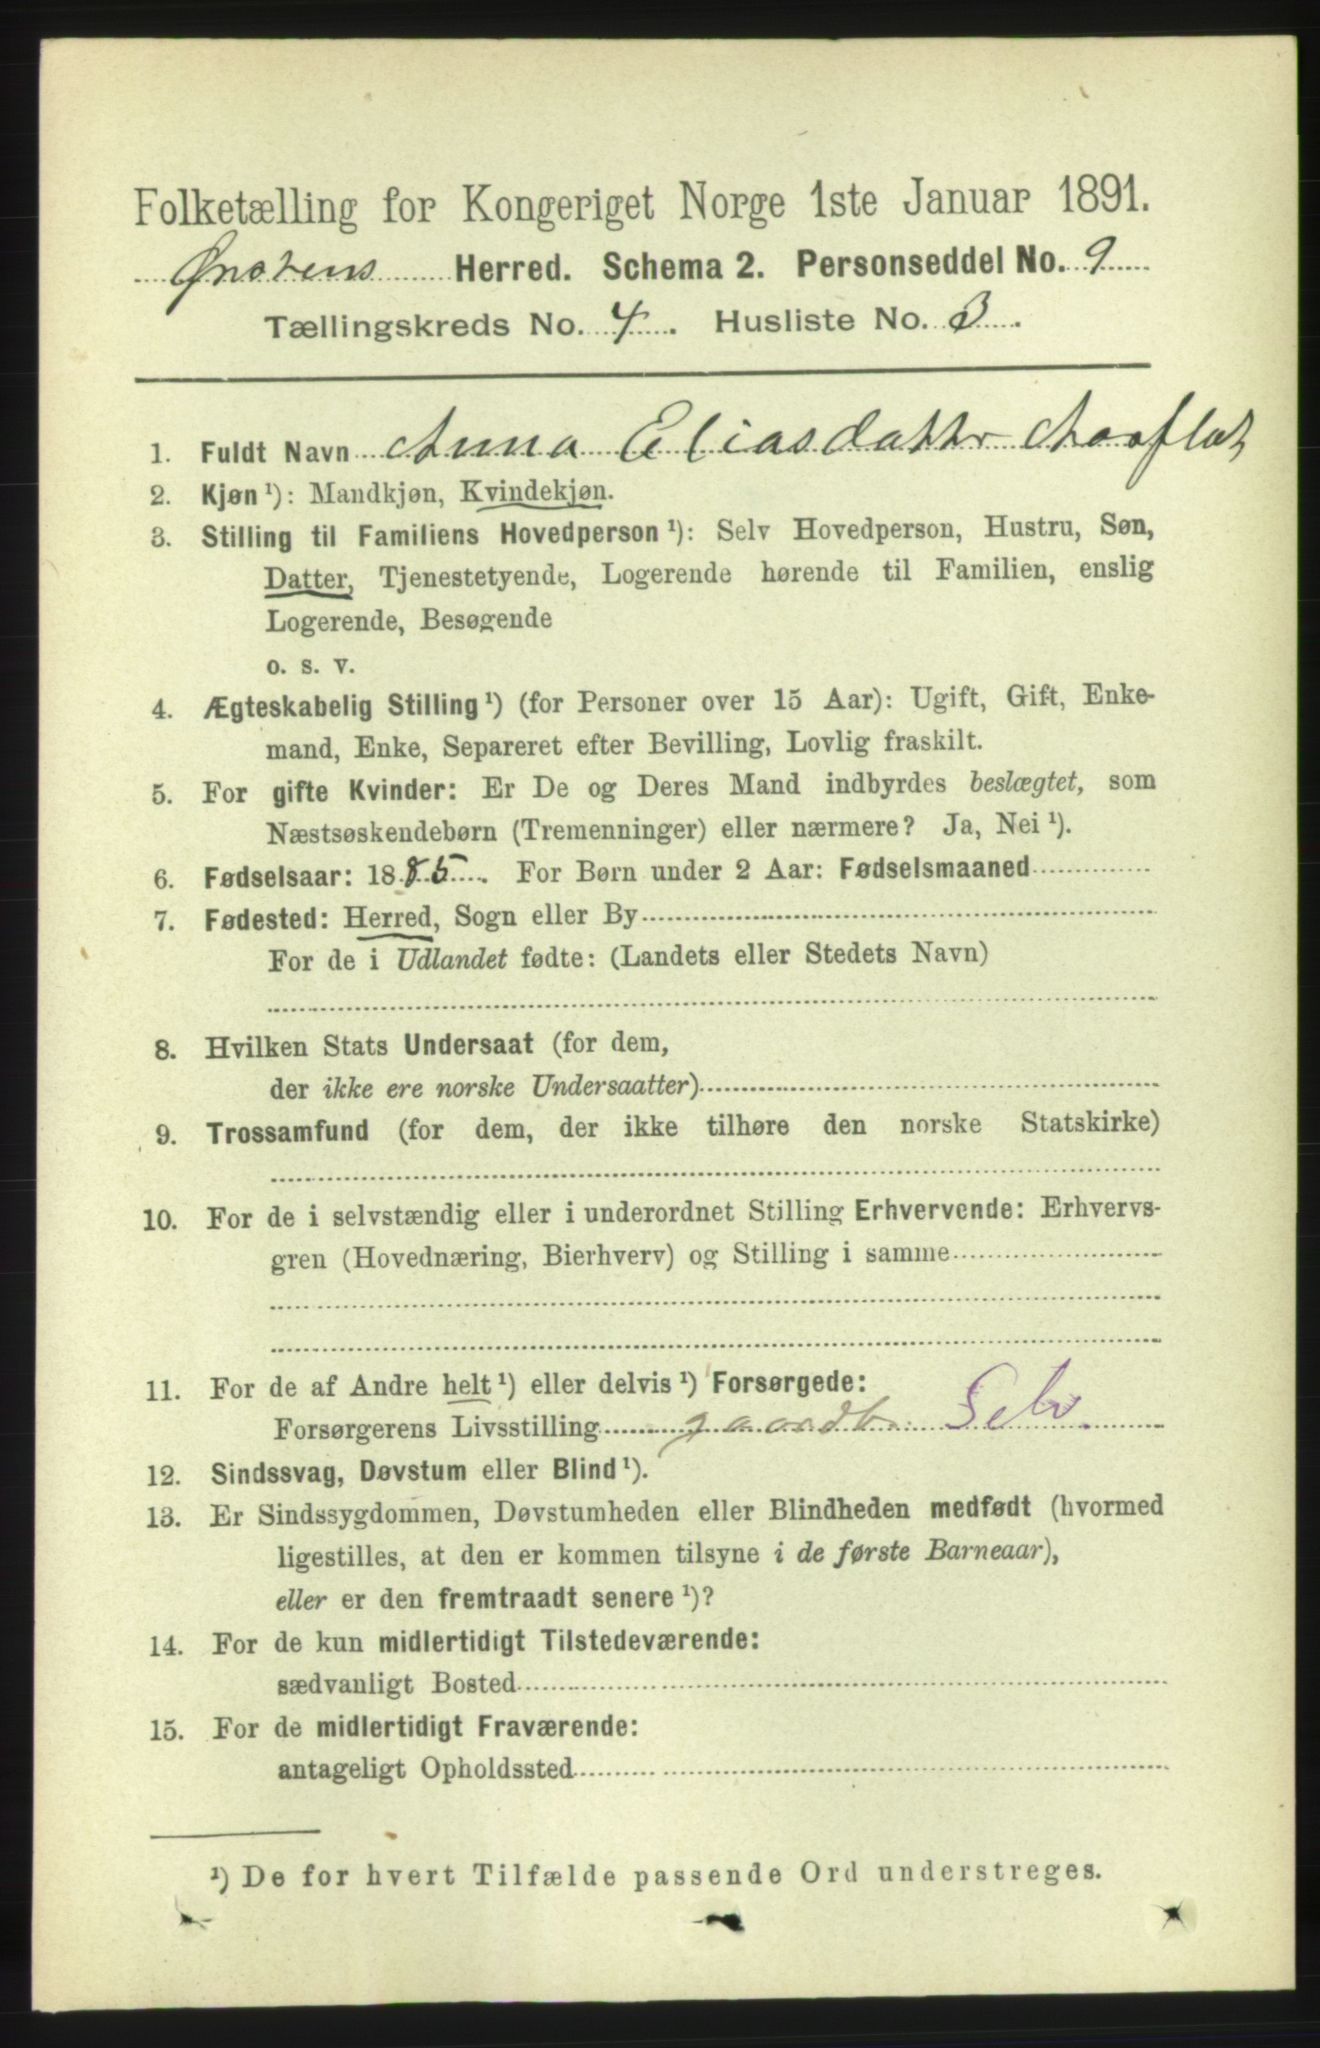 Folketælling for Kongeriget Norge 1ste Januar 1891.
Ørstens Herred. Schema 2. Personseddel No. 9
Tællingskreds No. 4. Husliste No. 3.
1. Fuldt Navn Anna Eliasdatter Aasflot
2. Kjøn ¹): Mandkjøn, Kvindekjøn.
3. Stilling til Familiens Hovedperson ¹): Selv Hovedperson, Hustru, Søn,
Datter, Tjenestetyende, Logerende hørende til Familien, enslig
Logerende, Besøgende
o. s. v.
4. Ægteskabelig Stilling ¹) (for Personer over 15 Aar): Ugift, Gift, Enke-
mand, Enke, Separeret efter Bevilling, Lovlig fraskilt.
5. For gifte Kvinder: Er De og Deres Mand indbyrdes beslægtet, som
Næstsøskendebørn (Tremenninger) eller nærmere? Ja, Nei ¹).
6. Fødselsaar: 1885. For Børn under 2 Aar: Fødselsmaaned
7. Fødested: Herred, Sogn eller By
For de i Udlandet fødte: (Landets eller Stedets Navn)
8. Hvilken Stats Undersaat (for dem,
der ikke ere norske Undersaatter)
9. Trossamfund (for dem, der ikke tilhøre den norske Statskirke)
10. For de i selvstændig eller i underordnet Stilling Erhvervende: Erhvervs-
gren (Hovednæring, Bierhverv) og Stilling i samme
11. For de af Andre helt ¹) eller delvis ¹) Forsørgede:
Forsørgerens Livsstilling gaardbr. Selv.
12. Sindssvag, Døvstum eller Blind ¹).
13. Er Sindssygdommen, Døvstumheden eller Blindheden medfødt (hvormed
ligestilles, at den er kommen tilsyne i de første Barneaar),
eller er den fremtraadt senere ¹)?
14. For de kun midlertidigt Tilstedeværende:
sædvanligt Bosted
15. For de midlertidigt Fraværende:
antageligt Opholdssted
¹) De for hvert Tilfælde passende Ord understreges.